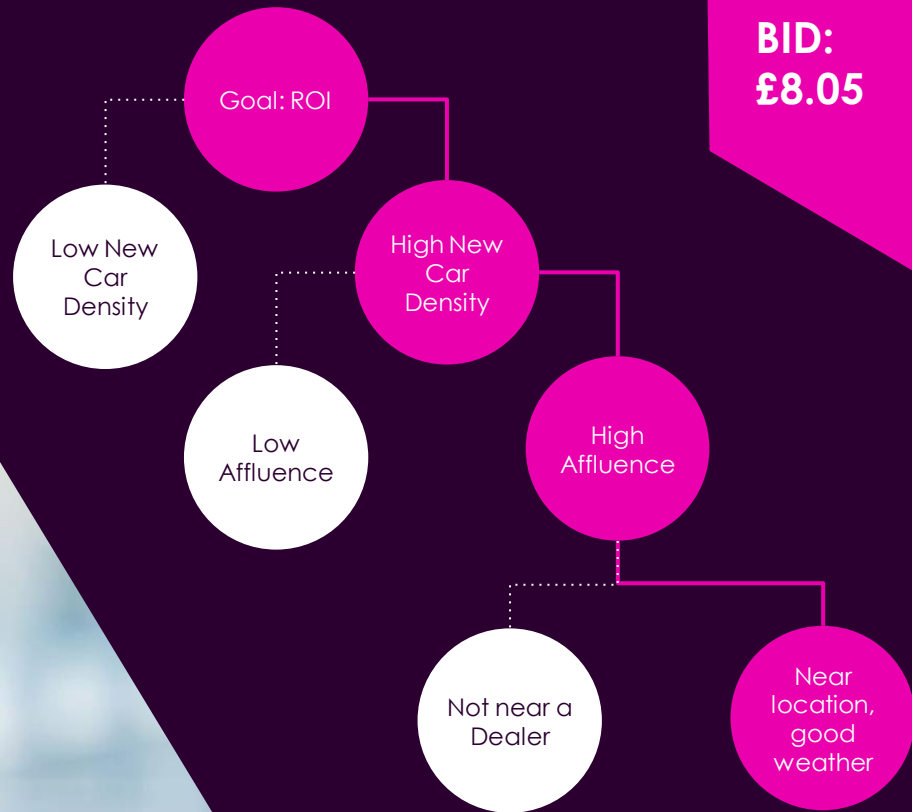 BID:
£8.05
Goal: ROI
Low New
Car
Density
High New
Car
Density
Low
Affluence
High
Affluence
Not near a
Dealer
Near
location,
good
weather